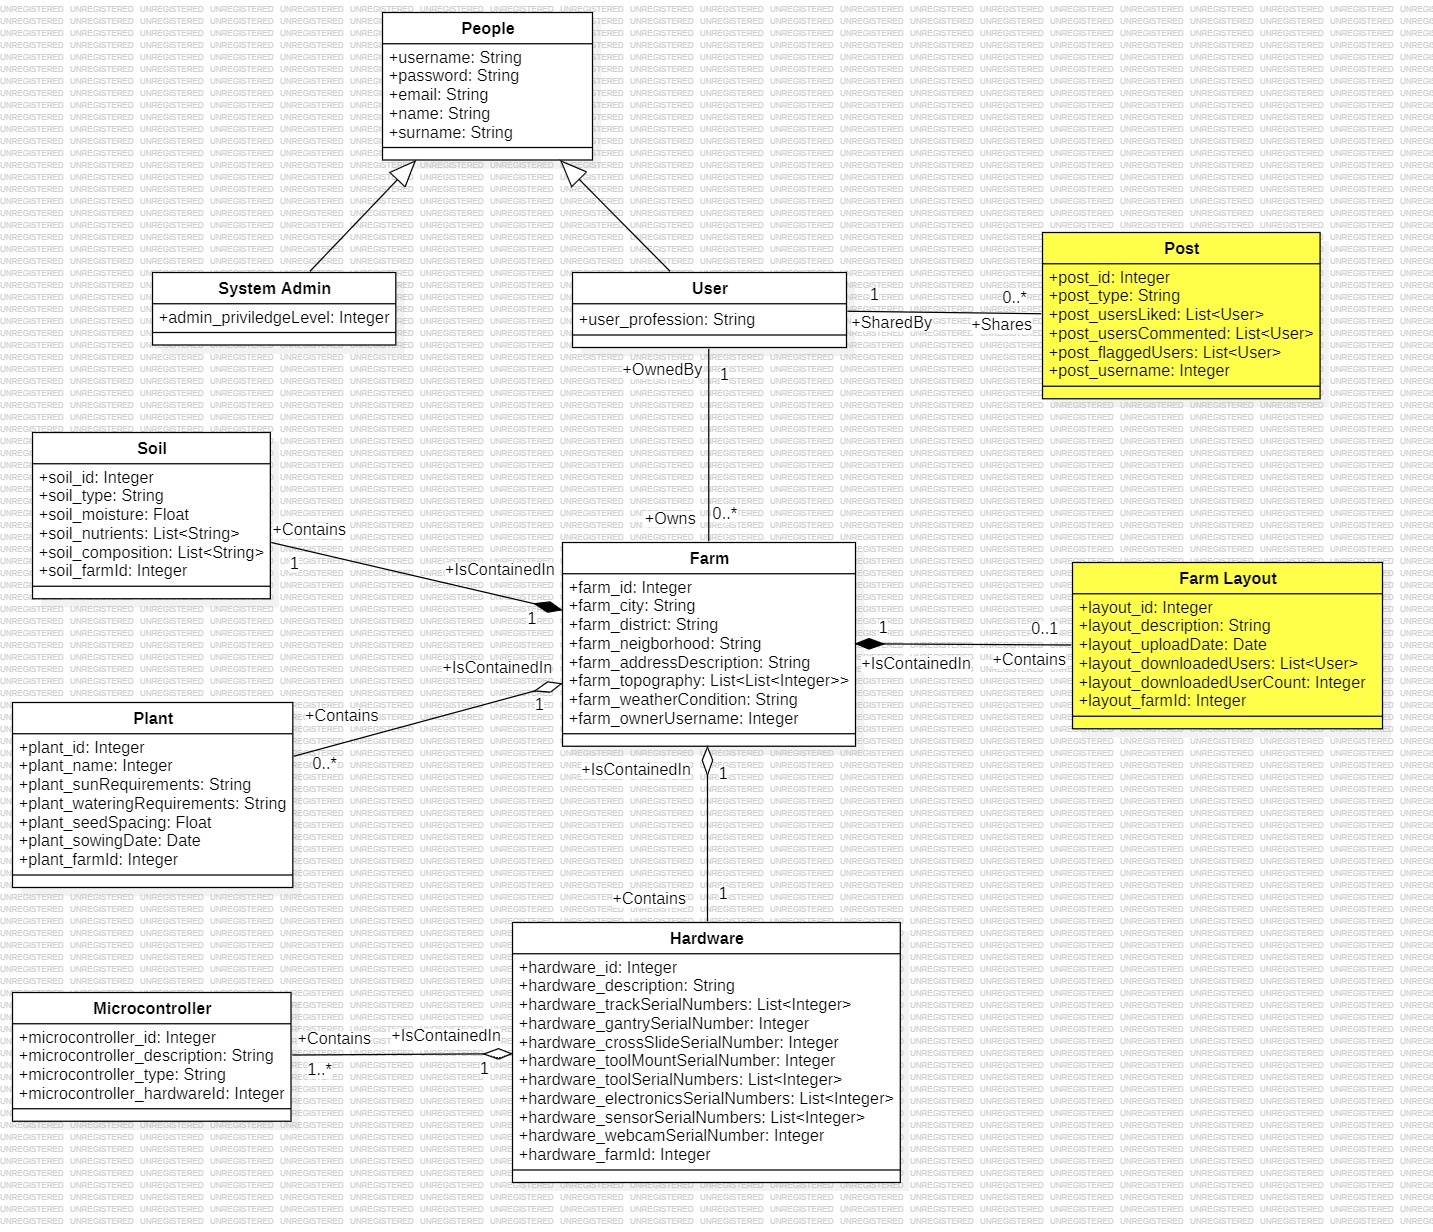 People
+username: String
+password: String
+email: String
+name: String
+surname: String
System Admin
+admin_priviledgeLevel: Integer
User
+user_profession: String
1
+SharedBy
0..*
+Shares
Post
+post_id: Integer
+post_type: String
+post_usersLiked: List<User>
+post_usersCommented: List<User>
+post_flaggedUsers: List<User>
+post_username: Integer
+OwnedBy
1
+Owns
0..*
Soil
+soil_id: Integer
+soil_type: String
+soil_moisture: Float
+soil_nutrients: List<String>
+soil_composition: List<String>
+soil_farmId: Integer
+Contains
1
+IsContainedIn
1
Farm
+farm_id: Integer
+farm_city: String
+farm_district: String
+farm_neigborhood: String
+farm_addressDescription: String
+farm_topography: List<List<Integer>>
+farm_weatherCondition: String
+farm_ownerUsername: Integer
1
+IsContainedIn
0..1
+Contains
Farm Layout
+layout_id: Integer
+layout_description: String
+layout_uploadDate: Date
+layout_downloadedUsers: List<User>
+layout_downloadedUserCount: Integer
+layout_farmId: Integer
+IsContainedIn
1
+Contains
0..*
Plant
+plant_id: Integer
+plant_name: Integer
+plant_sunRequirements: String
+plant_wateringRequirements: String
+plant_seedSpacing: Float
+plant_sowingDate: Date
+plant_farmId: Integer
+IsContainedIn
1
+Contains
1
Hardware
+hardware_id: Integer
+hardware_description: String
+hardware_trackSerialNumbers: List<Integer>
+hardware_gantrySerialNumber: Integer
+hardware_crossSlideSerialNumber: Integer
+hardware_toolMountSerialNumber: Integer
+hardware_toolSerialNumbers: List<Integer>
+hardware_electronicsSerialNumbers: List<Integer>
+hardware_sensorSerialNumbers: List<Integer>
+hardware_webcamSerialNumber: Integer
+hardware_farmId: Integer
Microcontroller
+microcontroller_id: Integer
+microcontroller_description: String
+microcontroller_type: String
+microcontroller_hardwareId: Integer
+Contains
1..*
+IsContainedIn
1
UNREGISTERED